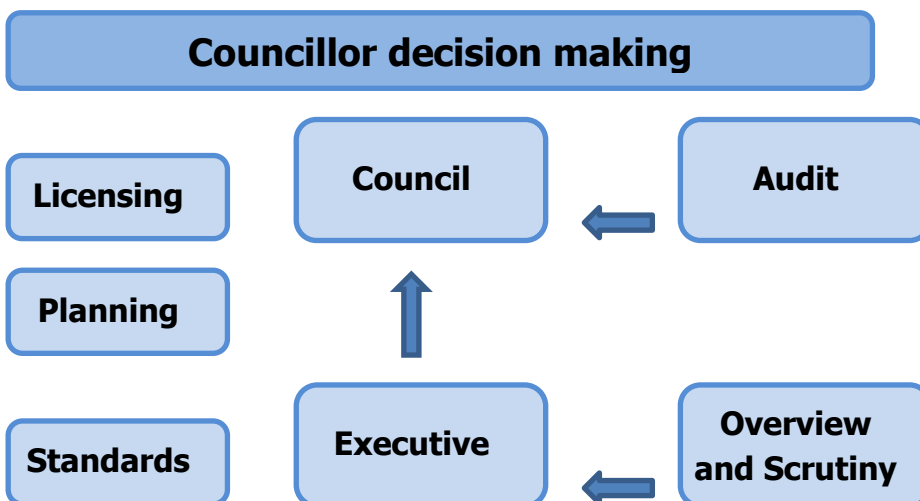 Councillor decision making
Licensing
Council
Audit
Planning
Standards
Executive
Overview
and Scrutiny